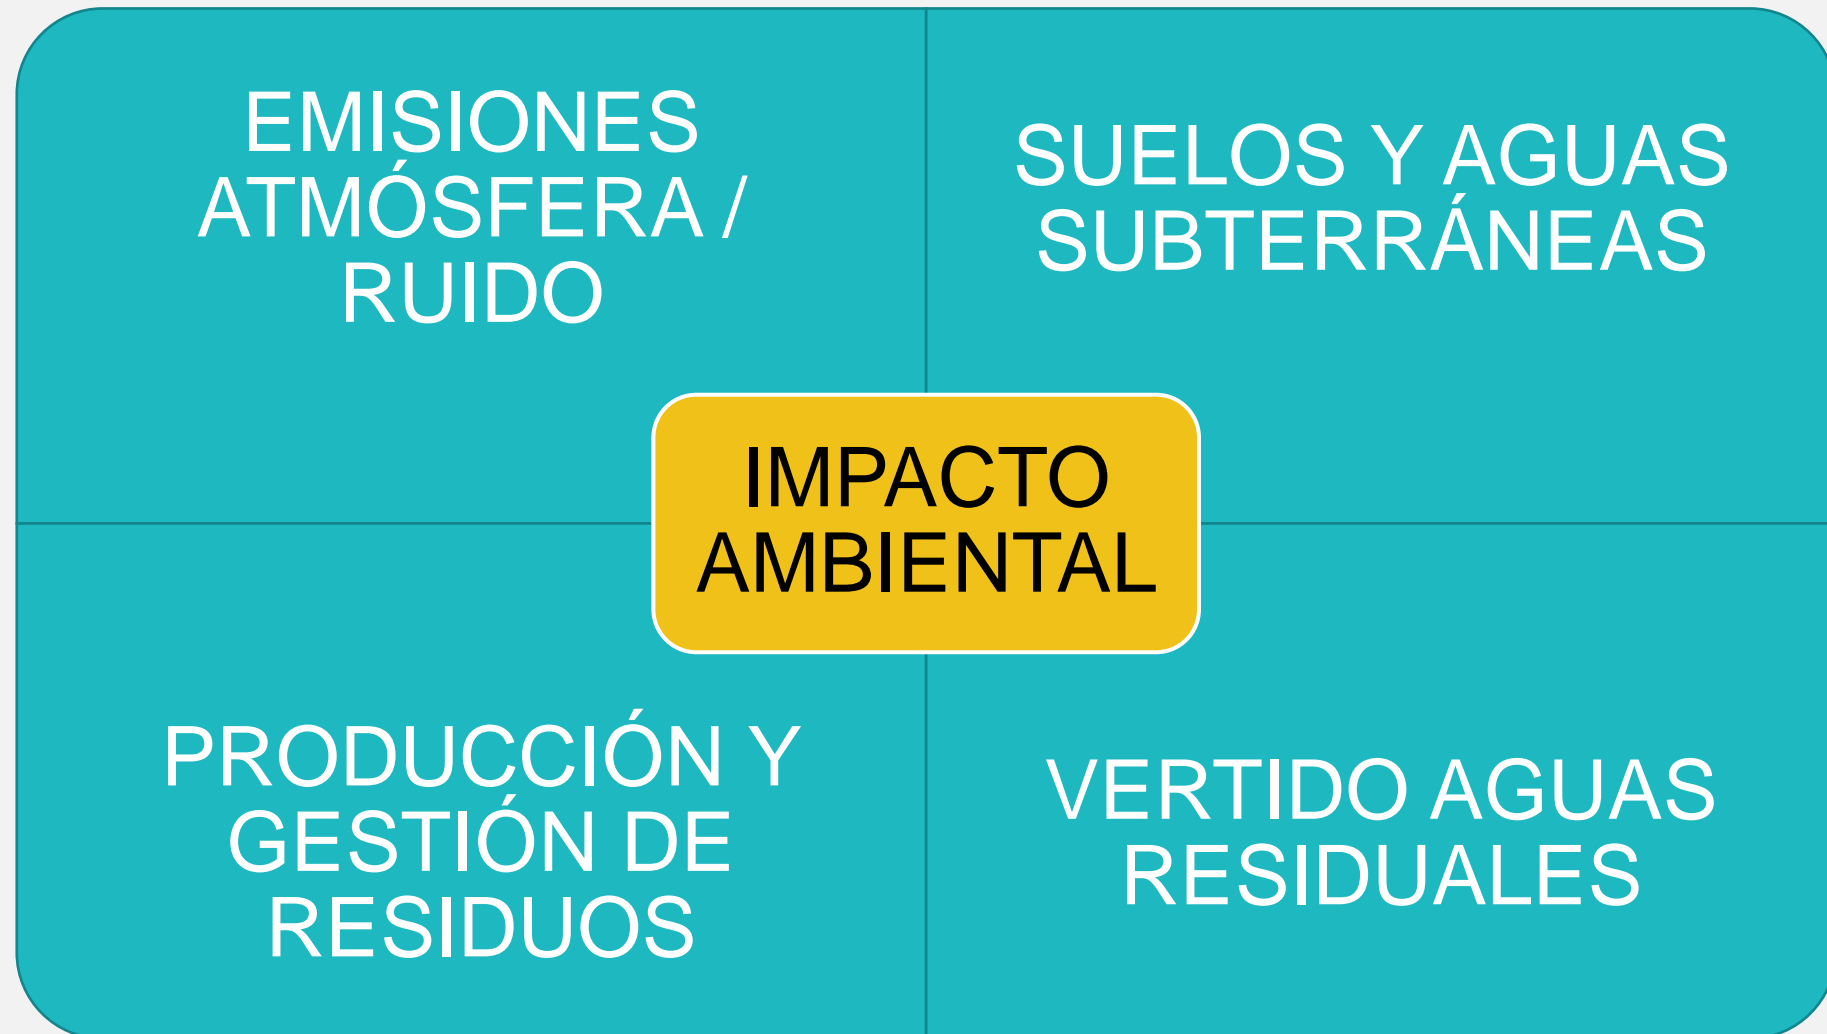 EMISIONES
ATMÓSFERA /
RUIDO
SUELOS Y AGUAS
SUBTERRÁNEAS
IMPACTO
AMBIENTAL
PRODUCCIÓN Y
GESTIÓN DE
RESIDUOS
VERTIDO AGUAS
RESIDUALES